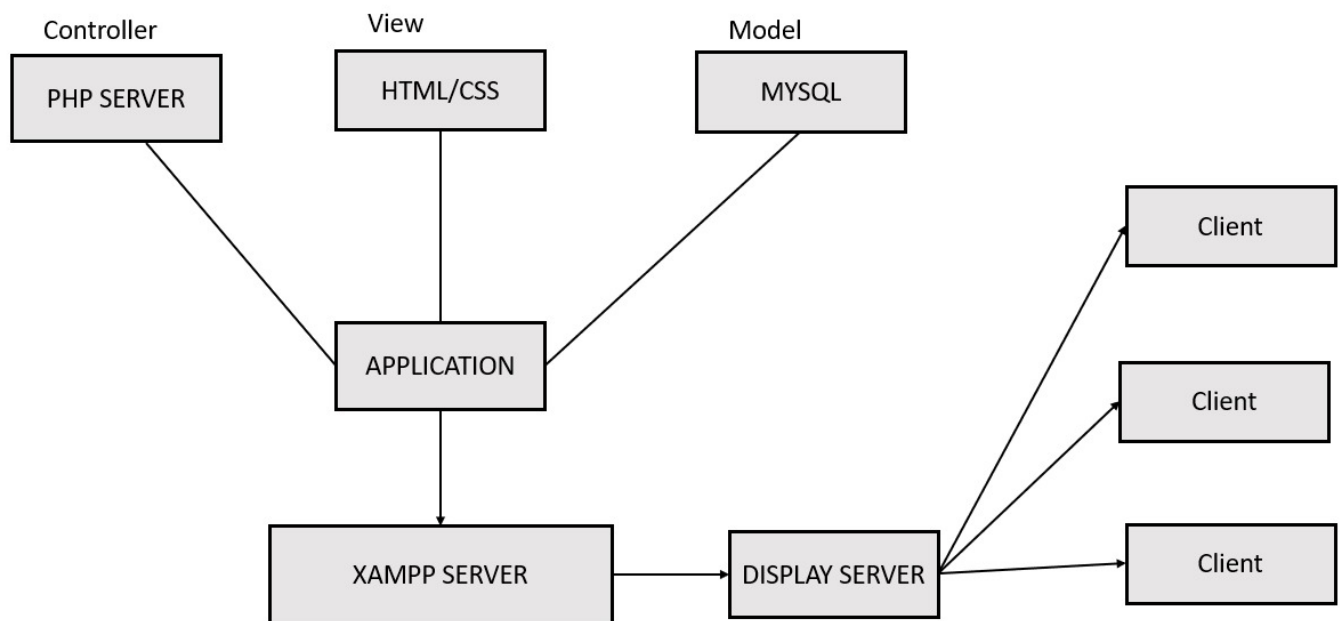 Controller
View
Model
PHP SERVER
HTML/CSS
MYSQL
Client
APPLICATION
Client
XAMPP SERVER
DISPLAY SERVER
Client